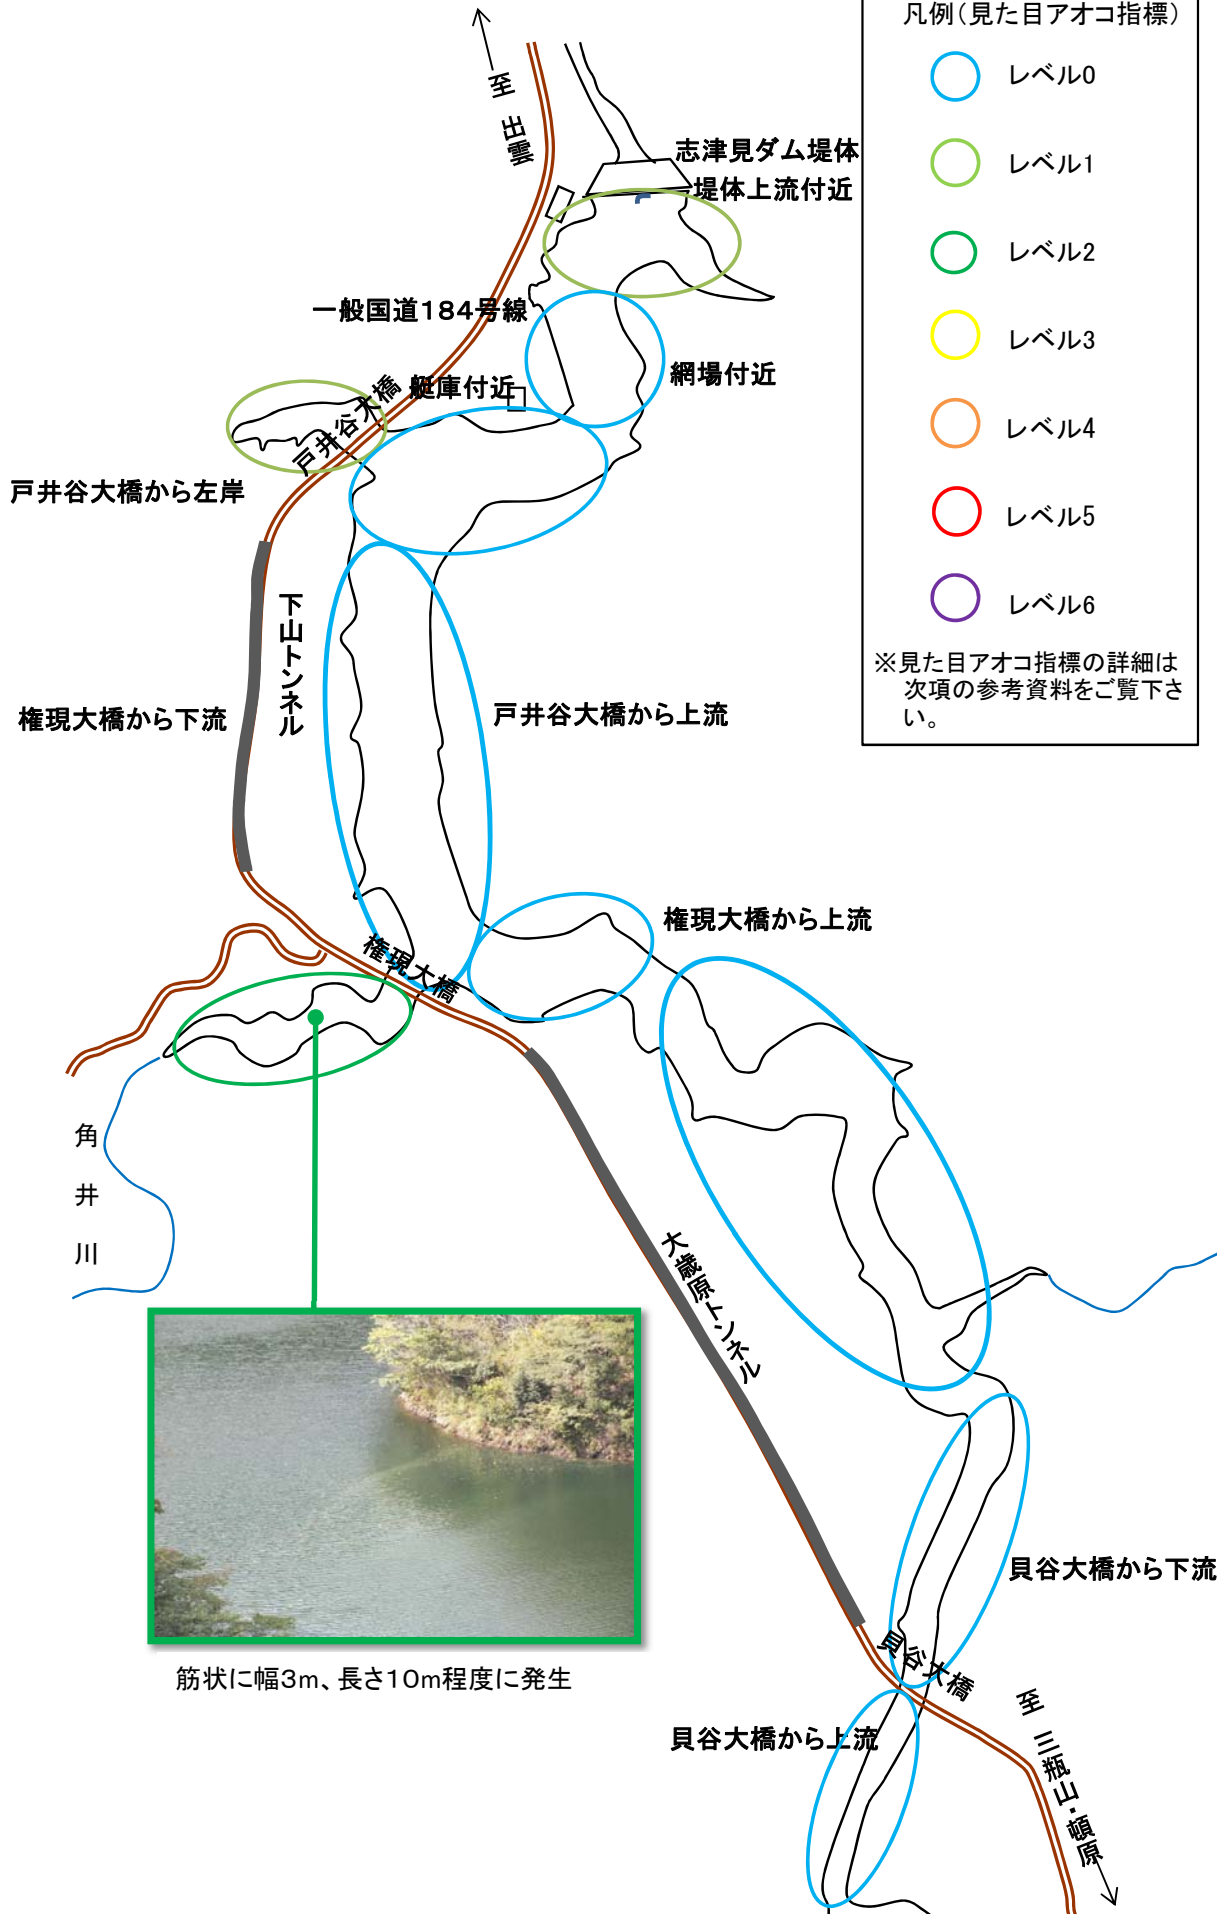 凡例(見た目アオコ指標)
レベル0
レベル1
レベル2
レベル3
レベル4
レベル5
レベル6
※見た目アオコ指標の詳細は
次項の参考資料をご覧下さ
い。
至 出雲
志津見ダム堤体
堤体上流付近
一般国道184号線
網場付近
艇庫付近
戸井谷大橋
戸井谷大橋から左岸
下山トンネル
権現大橋から下流
戸井谷大橋から上流
権現大橋から上流
権現大橋
角井川
大歳原トンネル
筋状に幅3m、長さ10m程度に発生
貝谷大橋から下流
貝谷大橋
貝谷大橋から上流
至 三瓶山・頓原